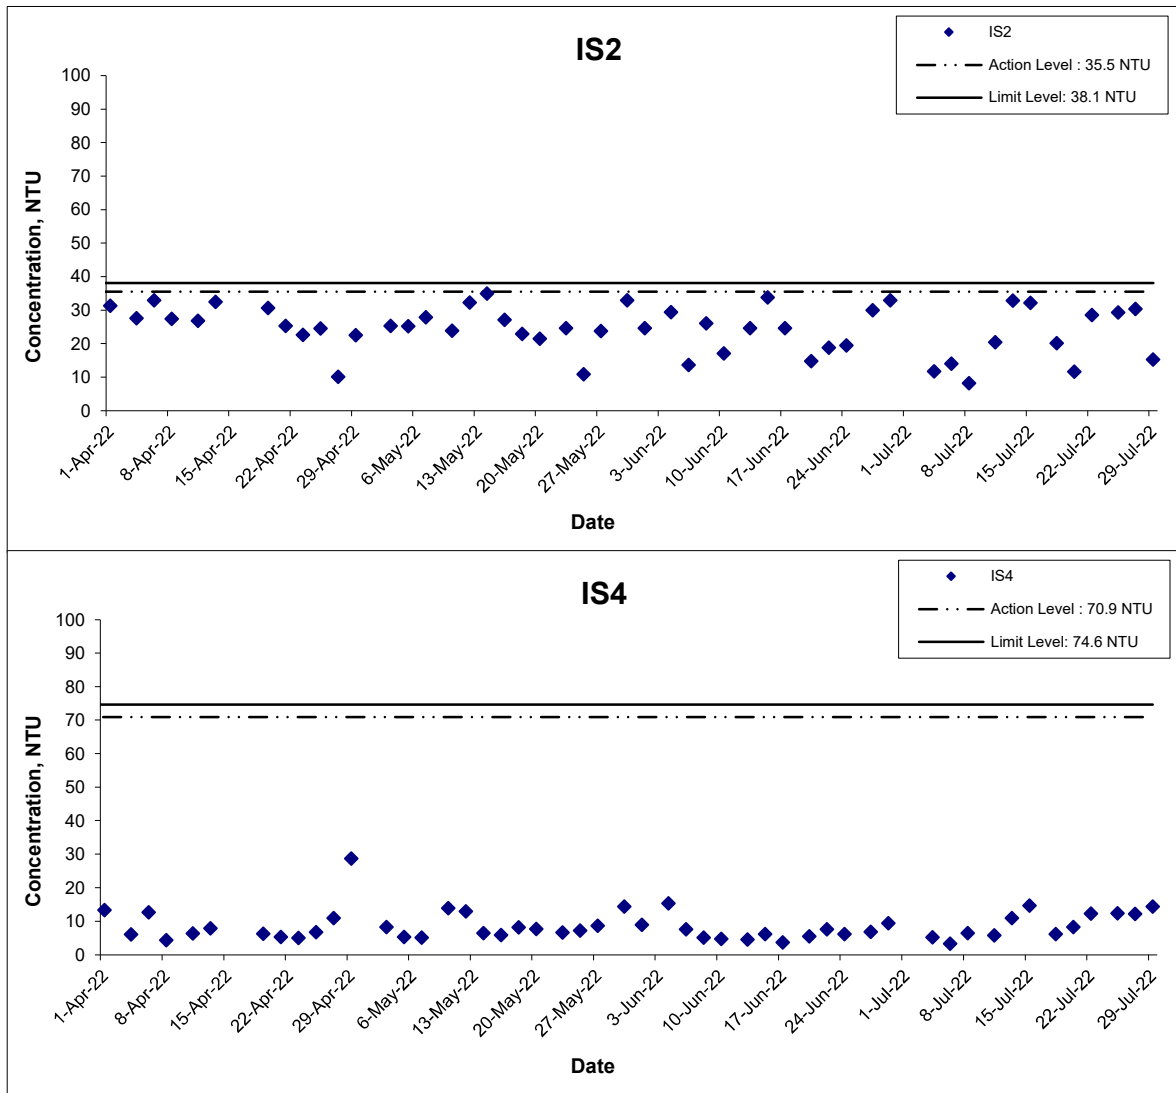 IS2
IS2
Action Level : 35.5 NTU
Limit Level: 38.1 NTU
Concentration, NTU
100
90
80
70
60
50
40
30
20
10
0
1-Apr-22
8-Apr-22
15-Apr-22
22-Apr-22
29-Apr-22
6-May-22
13-May-22
20-May-22
27-May-22
3-Jun-22
10-Jun-22
17-Jun-22
24-Jun-22
1-Jul-22
8-Jul-22
15-Jul-22
22-Jul-22
29-Jul-22
Date
IS4
IS4
Action Level : 70.9 NTU
Limit Level: 74.6 NTU
Concentration, NTU
100
90
80
70
60
50
40
30
20
10
0
1-Apr-22
8-Apr-22
15-Apr-22
22-Apr-22
29-Apr-22
6-May-22
13-May-22
20-May-22
27-May-22
3-Jun-22
10-Jun-22
17-Jun-22
24-Jun-22
1-Jul-22
8-Jul-22
15-Jul-22
22-Jul-22
29-Jul-22
Date